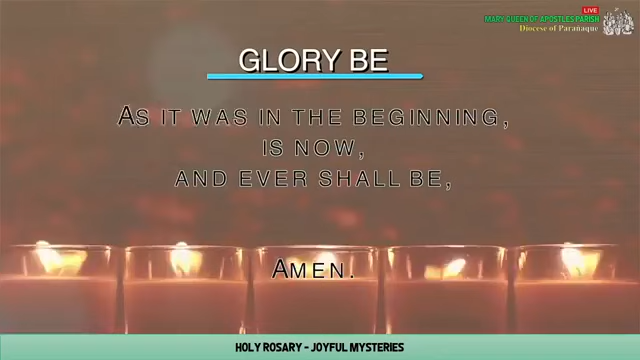 LIVE
MARY QUEEN OF APOSTLES PARISH
Diocese of Parañaque
GLORY BE
AS IT WAS IN THE BEGINNING,
IS NOW,
AND EVER SHALL BE,
AMEN.
HOLY ROSARY - JOYFUL MYSTERIES